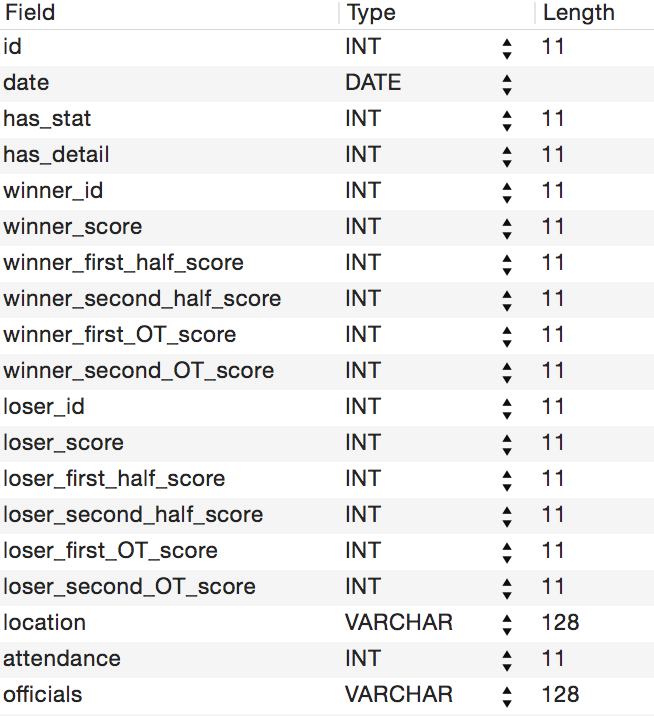 Field Type Length
id INT 11
date DATE
has_stat INT 11
has_detail INT 11
winner_id INT 11
winner_score INT 11
winner_first_half_score INT 11
winner_second_half_score INT 11
winner_first_OT_score INT 11
winner_second_OT_score INT 11
loser_id INT 11
loser_score INT 11
loser_first_half_score INT 11
loser_second_half_score INT 11
loser_first_OT_score INT 11
loser_second_OT_score INT 11
location VARCHAR 128
attendance INT 11
officials VARCHAR 128